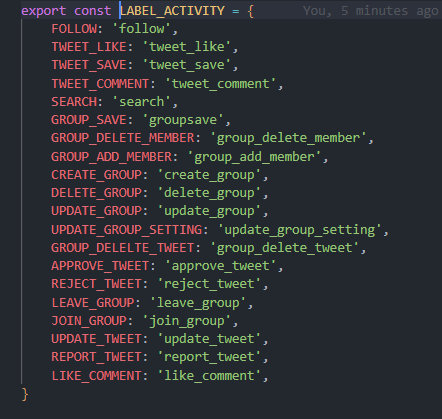 export const LABEL_ACTIVITY = { You, 5 minutes ago
FOLLOW: 'follow',
TWEET_LIKE: 'tweet_like',
TWEET_SAVE: 'tweet_save',
TWEET_COMMENT: 'tweet_comment',
SEARCH: 'search',
GROUP_SAVE: 'groupsave',
GROUP_DELETE_MEMBER: 'group_delete_member',
GROUP_ADD_MEMBER: 'group_add_member',
CREATE_GROUP: 'create_group',
DELETE_GROUP: 'delete_group',
UPDATE_GROUP: 'update_group',
UPDATE_GROUP_SETTING: 'update_group_setting',
GROUP_DELELTE_TWEET: 'group_delete_tweet',
APPROVE_TWEET: 'approve_tweet',
REJECT_TWEET: 'reject_tweet',
LEAVE_GROUP: 'leave_group',
JOIN_GROUP: 'join_group',
UPDATE_TWEET: 'update_tweet',
REPORT_TWEET: 'report_tweet',
LIKE_COMMENT: 'like_comment',
}